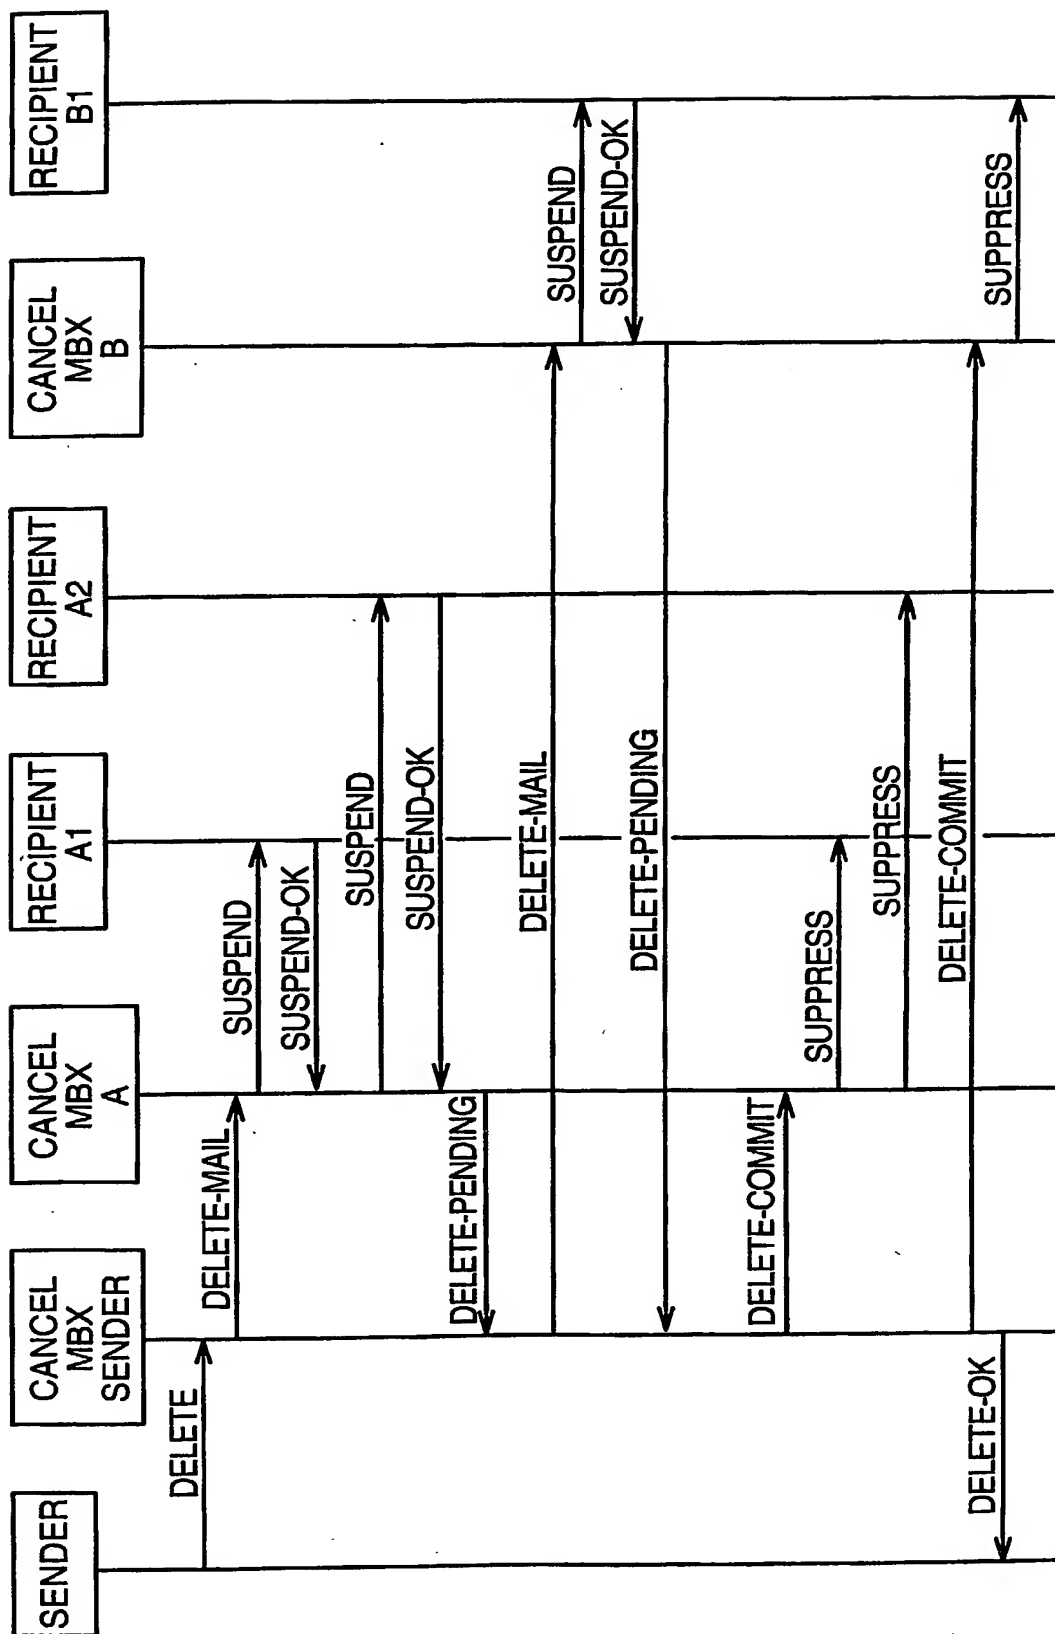 SENDER
CANCEL
MBX
SENDER
CANCEL
MBX
A
RECIPIENT
A1
RECIPIENT
A2
CANCEL
MBX
B
RECIPIENT
B1
DELETE
DELETE-MAIL
SUSPEND
SUSPEND-OK
SUSPEND
SUSPEND-OK
DELETE-PENDING
DELETE-MAIL
SUSPEND
SUSPEND-OK
DELETE-PENDING
DELETE-COMMIT
SUPPRESS
SUPPRESS
DELETE-COMMIT
DELETE-OK
SUPPRESS